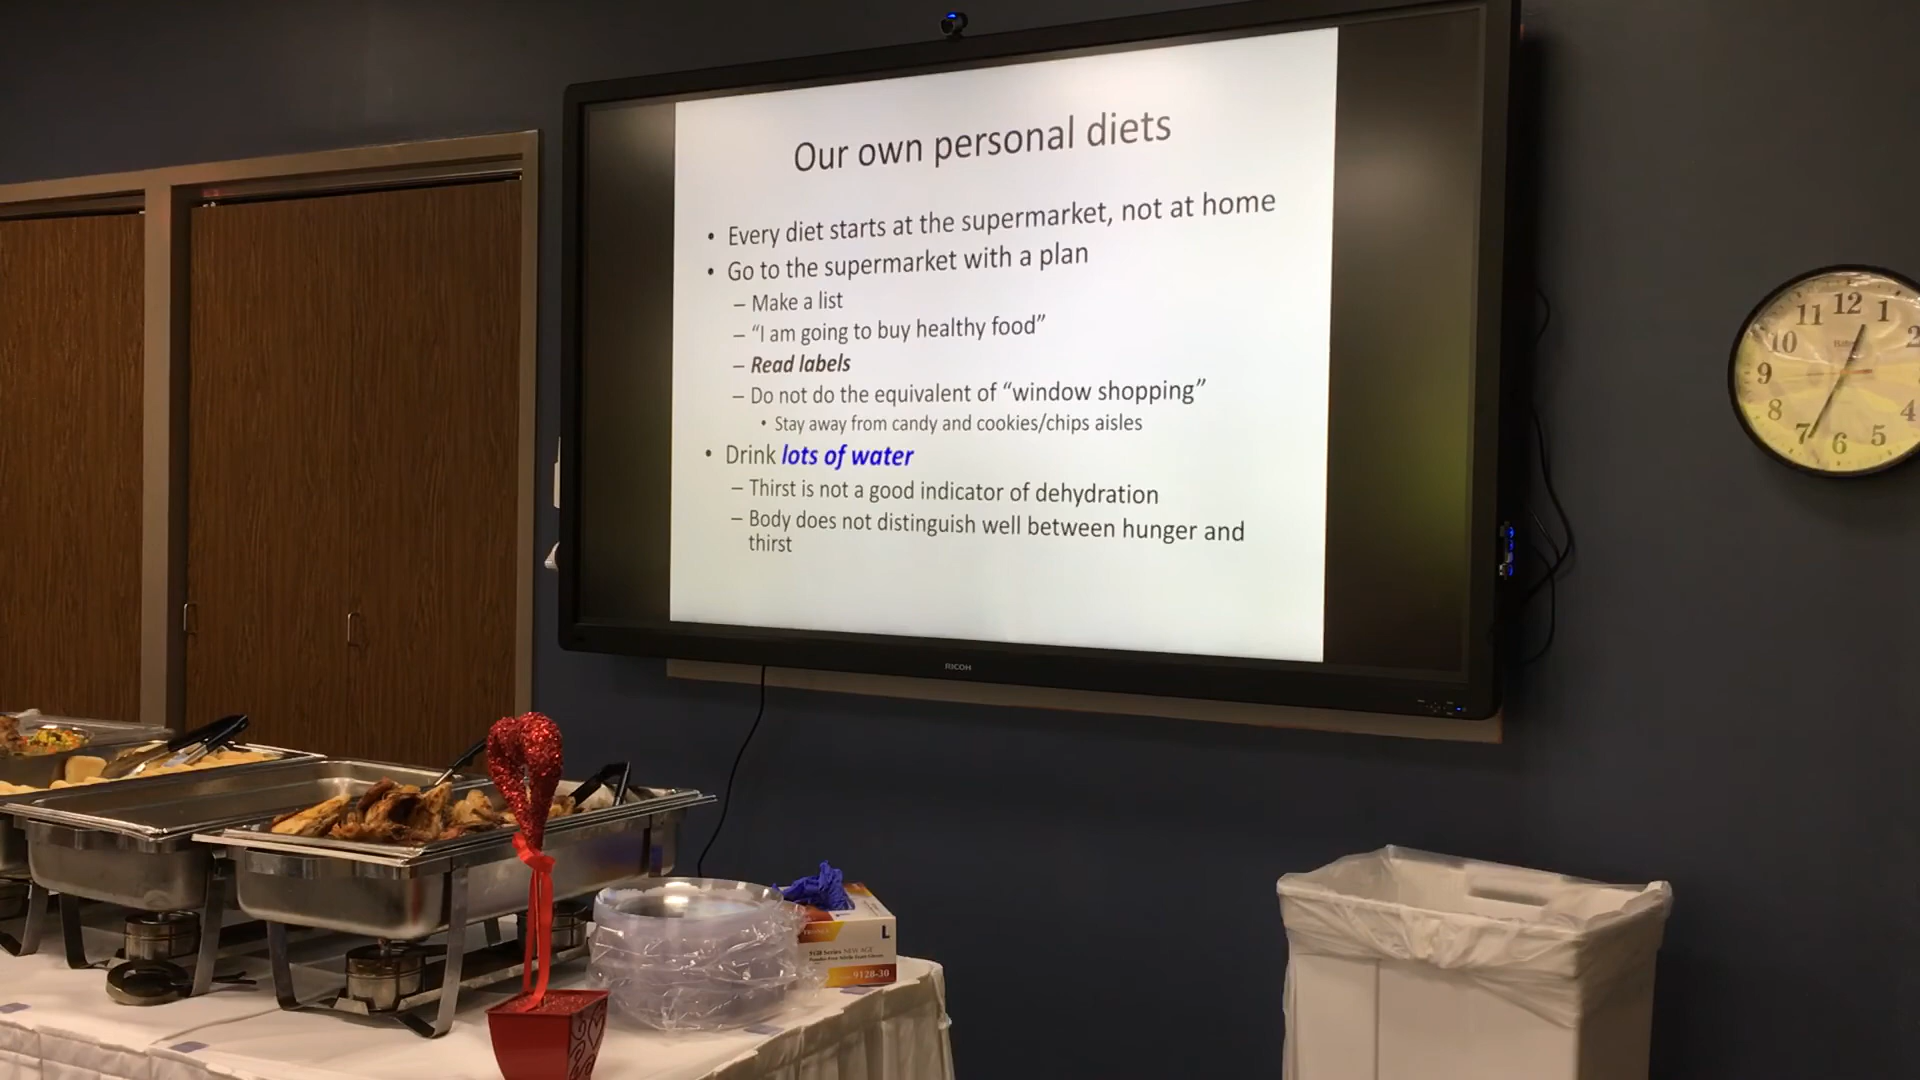 Our own personal diets
• Every diet starts at the supermarket, not at home
• Go to the supermarket with a plan
– Make a list
– “I am going to buy healthy food”
– Read labels
– Do not do the equivalent of “window shopping”
• Stay away from candy and cookies/chips aisles
• Drink lots of water
– Thirst is not a good indicator of dehydration
– Body does not distinguish well between hunger and
thirst
RICOH
11 12 1
10 2
9
8 4
7 6 5
L
9128-30